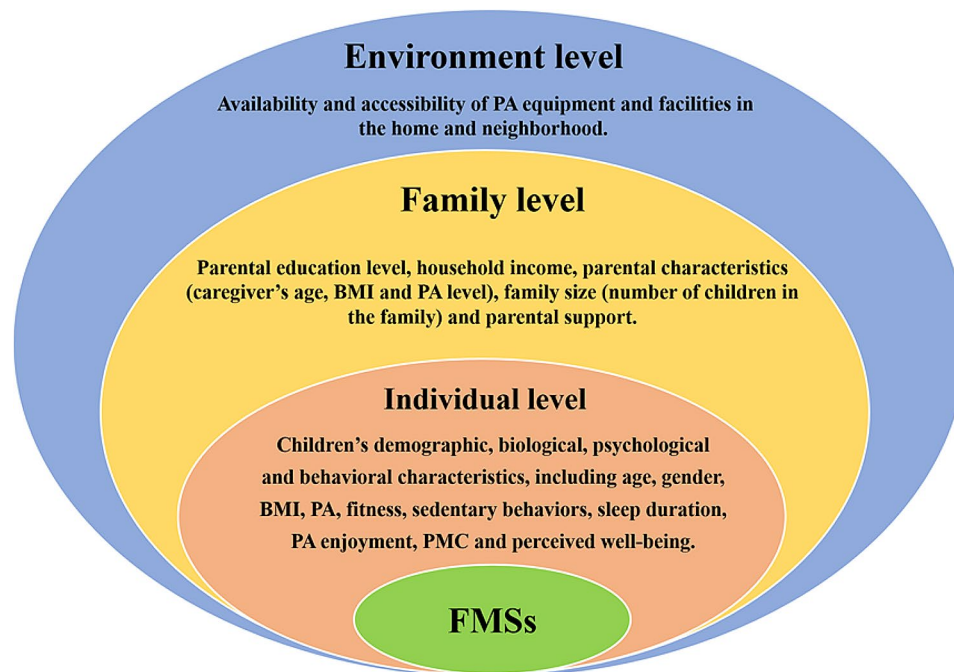 Environment level
Availability and accessibility of PA equipment and facilities in
the home and neighborhood.
Family level
Parental education level, household income, parental characteristics
(caregiver’s age, BMI and PA level), family size (number of children in
the family) and parental support.
Individual level
Children’s demographic, biological, psychological
and behavioral characteristics, including age, gender,
BMI, PA, fitness, sedentary behaviors, sleep duration,
PA enjoyment, PMC and perceived well-being.
FMSs